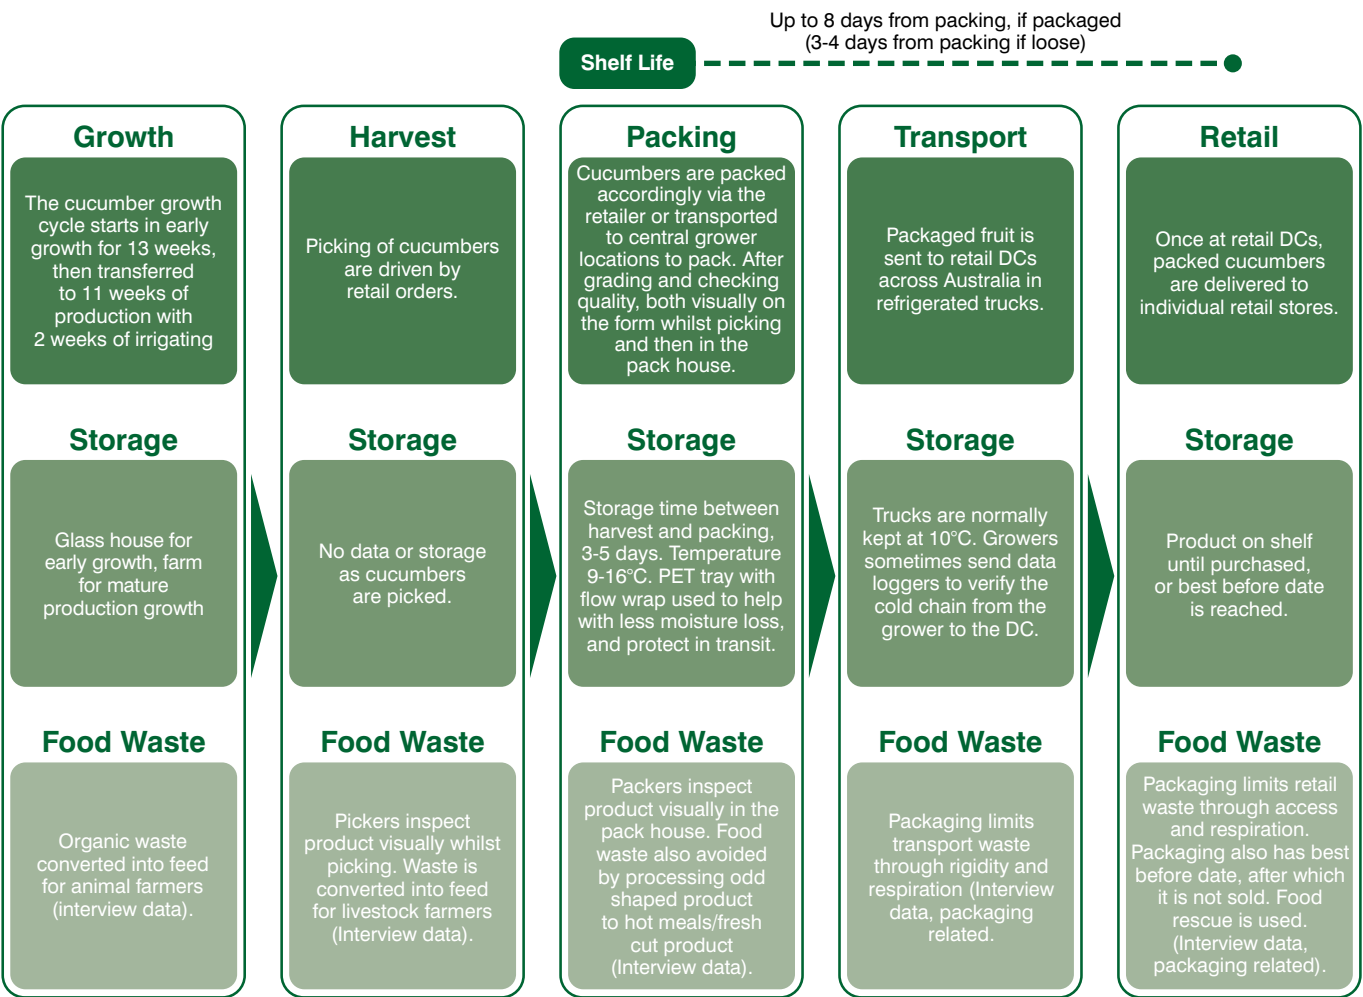 Up to 8 days from packing, if packaged
(3-4 days from packing if loose)
Shelf Life
Growth
The cucumber growth
cycle starts in early
growth for 13 weeks,
then transferred
to 11 weeks of
production with
2 weeks of irrigating
Storage
Glass house for
early growth, farm
for mature
production growth
Food Waste
Organic waste
converted into feed
for animal farmers
(interview data).
Harvest
Picking of cucumbers
are driven by
retail orders.
Storage
No data or storage
as cucumbers
are picked.
Food Waste
Pickers inspect
product visually whilst
picking. Waste is
converted into feed
for livestock farmers
(Interview data).
Packing
Cucumbers are packed
accordingly via the
retailer or transported
to central grower
locations to pack. After
grading and checking
quality, both visually on
the form whilst picking
and then in the
pack house.
Storage
Storage time between
harvest and packing,
3-5 days. Temperature
9-16°C. PET tray with
flow wrap used to help
with less moisture loss,
and protect in transit.
Food Waste
Packers inspect
product visually in the
pack house. Food
waste also avoided
by processing odd
shaped product
to hot meals/fresh
cut product
(Interview data).
Transport
Packaged fruit is
sent to retail DCs
across Australia in
refrigerated trucks.
Storage
Trucks are normally
kept at 10°C. Growers
sometimes send data
loggers to verify the
cold chain from the
grower to the DC.
Food Waste
Packaging limits
transport waste
through rigidity and
respiration (Interview
data, packaging
related.
Retail
Once at retail DCs,
packed cucumbers
are delivered to
individual retail stores.
Storage
Product on shelf
until purchased,
or best before date
is reached.
Food Waste
Packaging limits retail
waste through access
and respiration.
Packaging also has best
before date, after which
it is not sold. Food
rescue is used.
(Interview data,
packaging related).